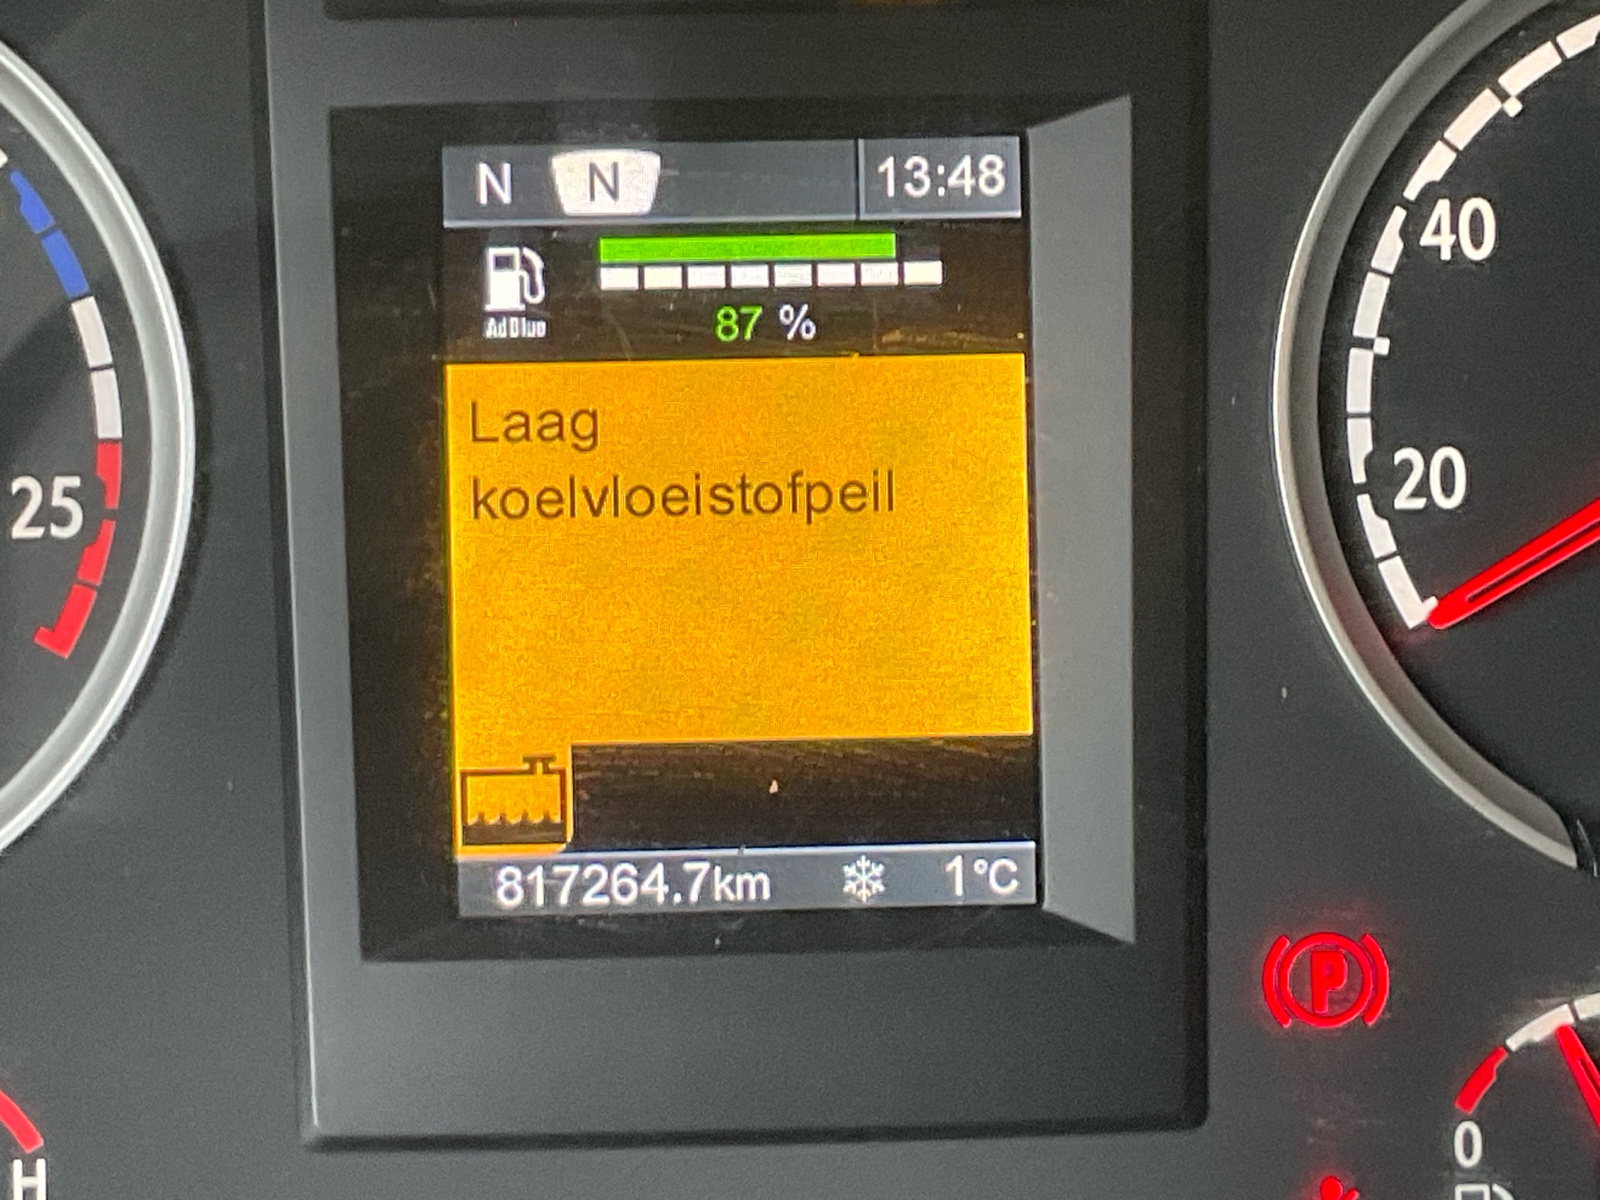 N N 13:48
AdBlue
87 %
Laag
koelvloeistofpeil
817264.7km 1°C
25
H
40
20
P
0